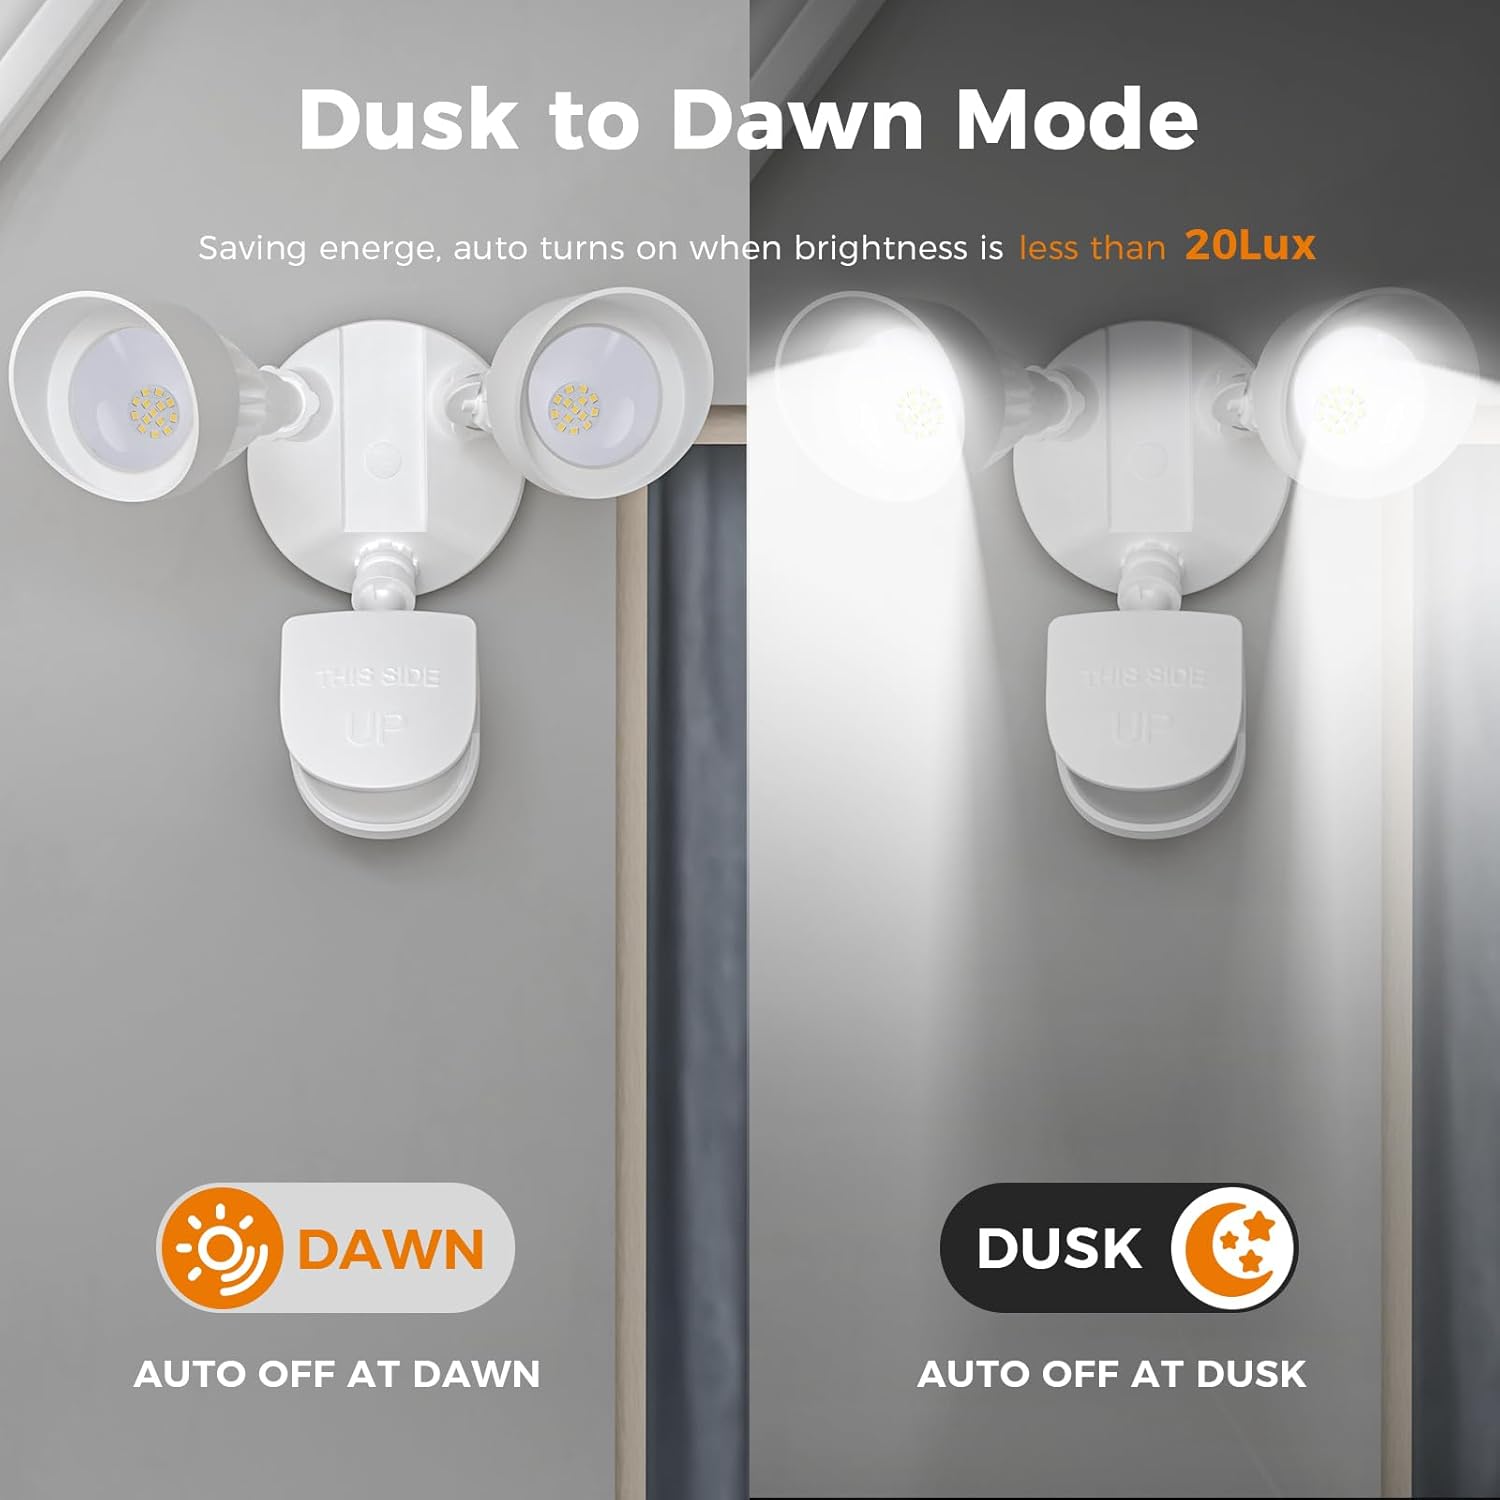 Dusk to Dawn Mode
Saving energe, auto turns on when brightness is less than 20Lux
THIS SIDE
UP
THIS SIDE
UP
DAWN
DUSK
AUTO OFF AT DAWN
AUTO OFF AT DUSK